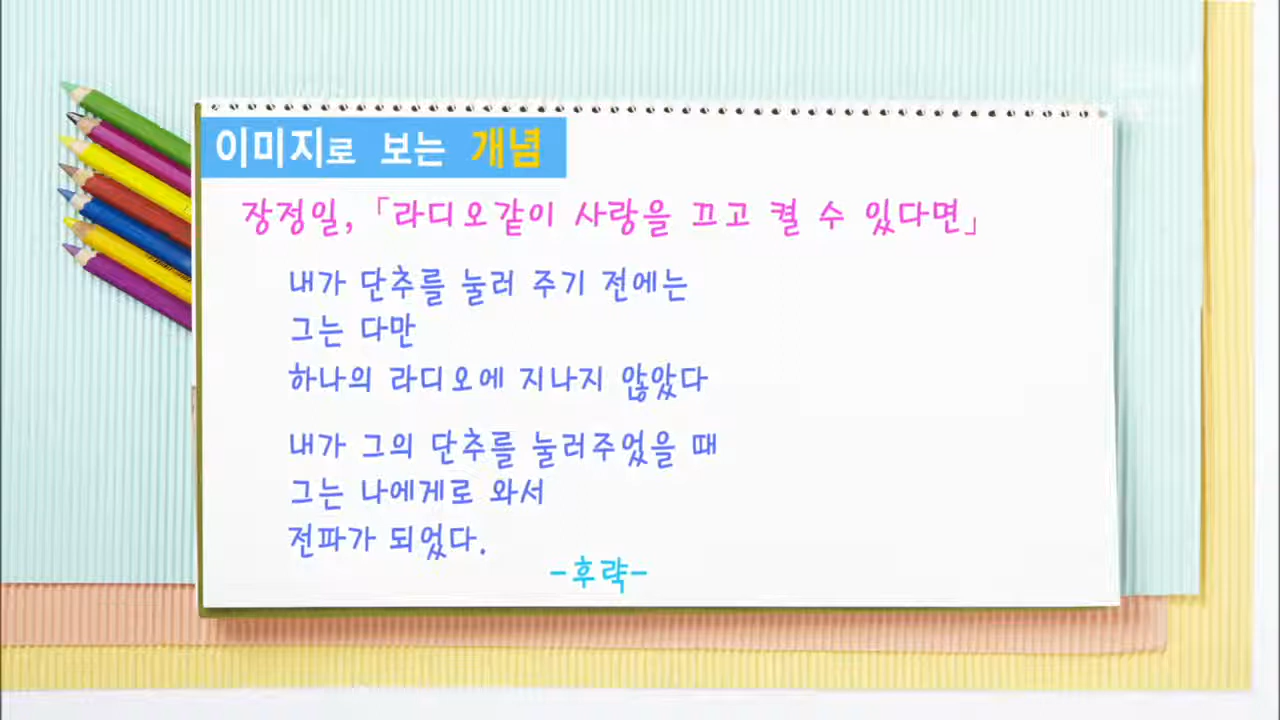 이미지로 보는 개념
장정일, 「라디오같이 사랑을 끄고 켤 수 있다면」
내가 단추를 눌러 주기 전에는
그는 다만
하나의 라디오에 지나지 않았다
내가 그의 단추를 눌러주었을 때
그는 나에게로 와서
전파가 되었다.
-후략-